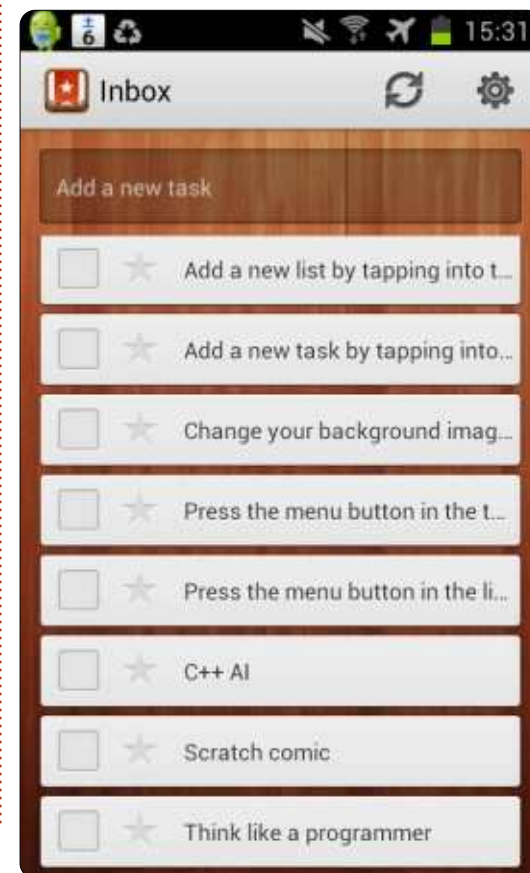 6
15:31
Inbox
Add a new task
Add a new list by tapping into t...
Add a new task by tapping into...
Change your background imag...
Press the menu button in the t...
Press the menu button in the li...
C++ AI
Scratch comic
Think like a programmer